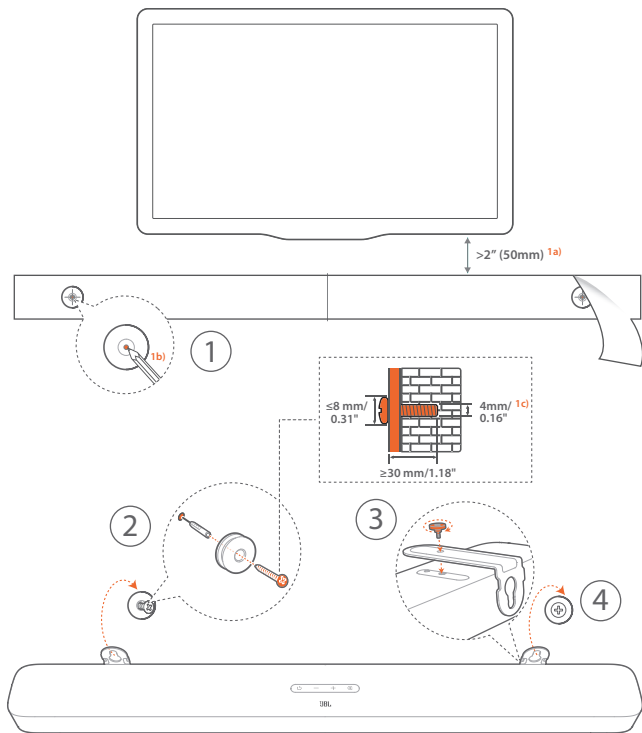 >2" (50mm) 1a)
1b)
1
≤8 mm/
0.31"
4mm/ 1c)
0.16"
≥30 mm/1.18"
2
3
4
JBL